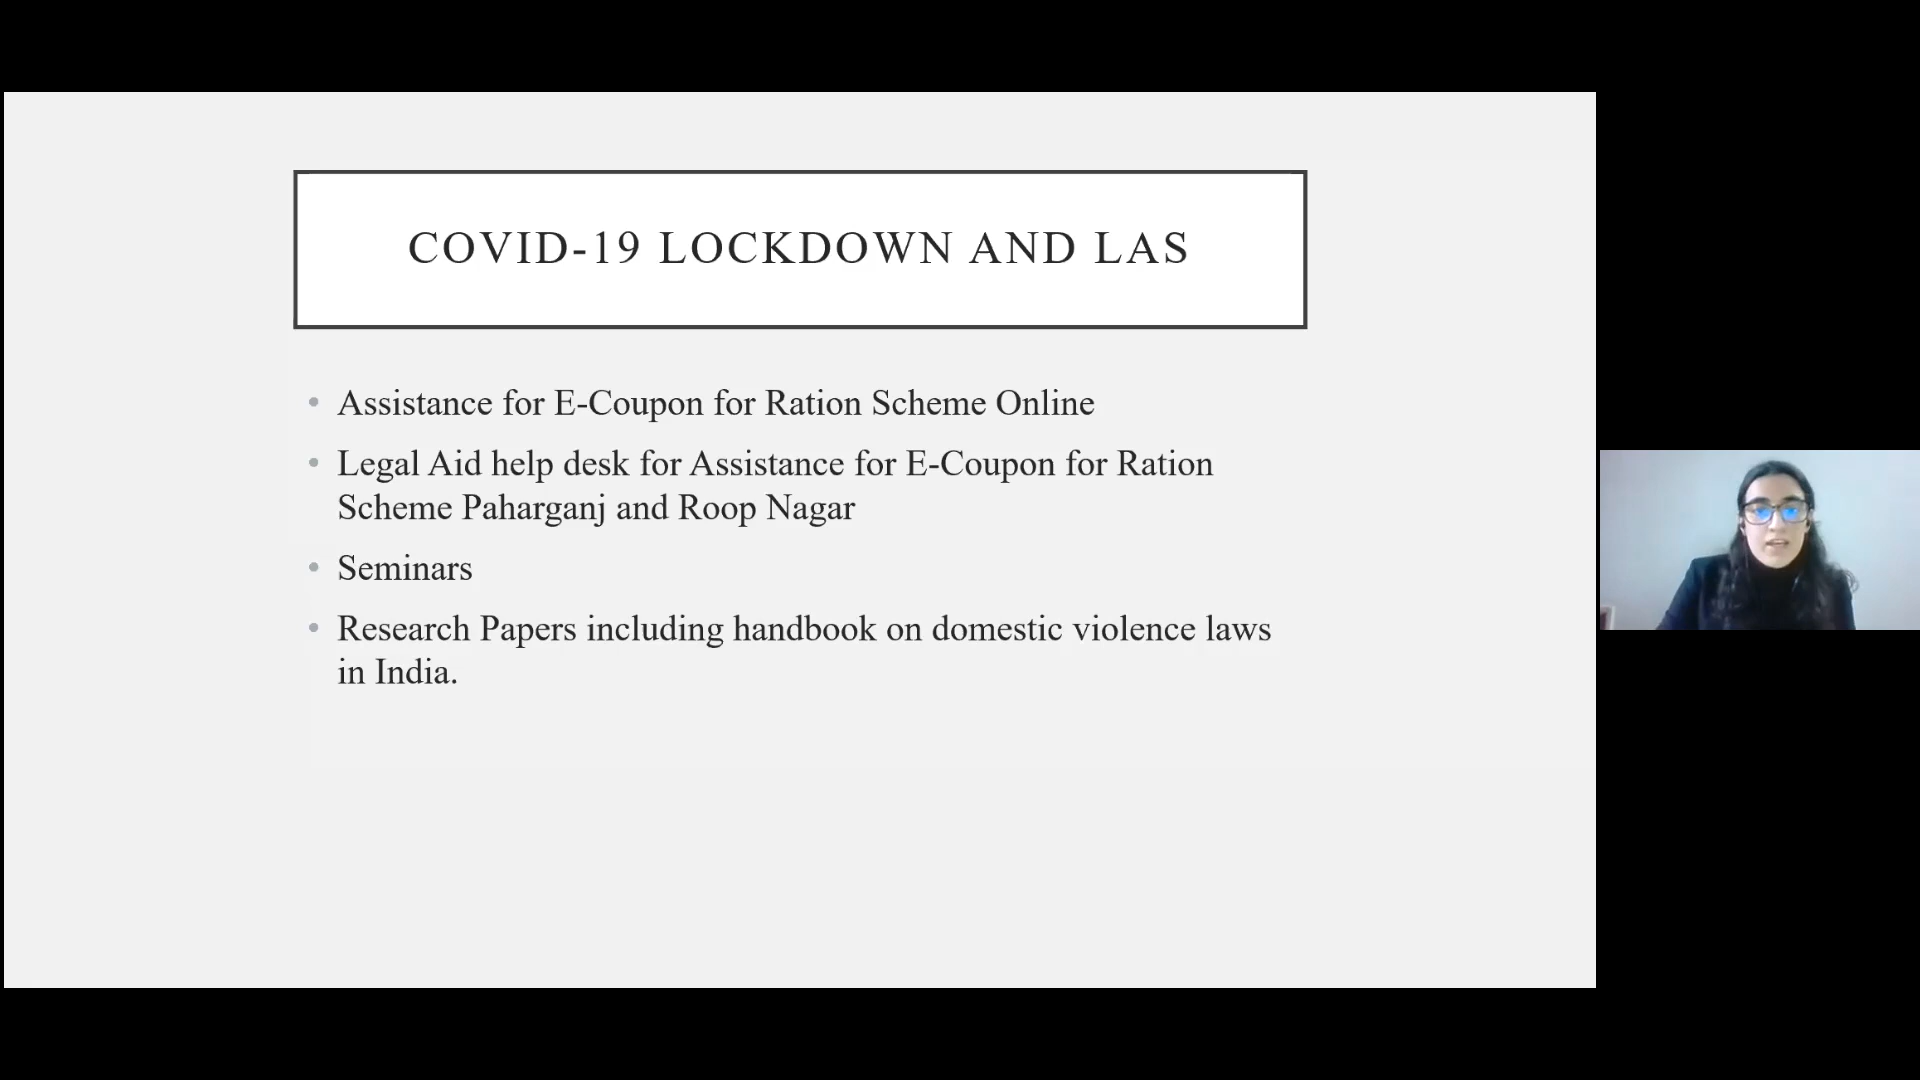 COVID-19 LOCKDOWN AND LAS
• Assistance for E-Coupon for Ration Scheme Online
• Legal Aid help desk for Assistance for E-Coupon for Ration
Scheme Paharganj and Roop Nagar
• Seminars
• Research Papers including handbook on domestic violence laws
in India.